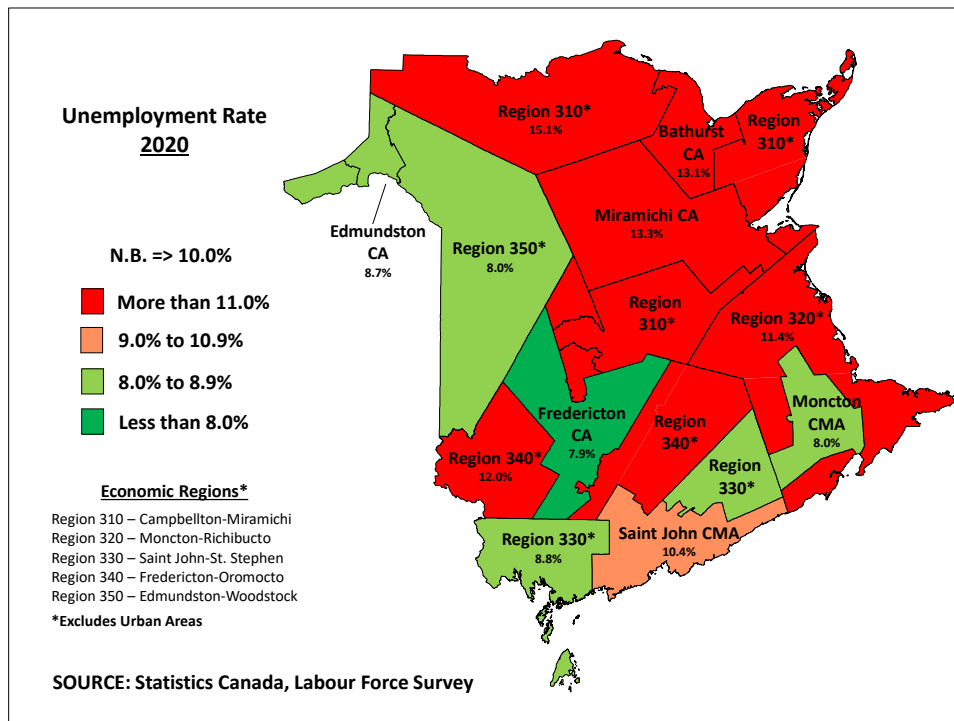 Unemployment Rate
2020
N.B. => 10.0%
More than 11.0%
9.0% to 10.9%
8.0% to 8.9%
Less than 8.0%
Economic Regions*
Region 310 – Campbellton-Miramichi
Region 320 – Moncton-Richibucto
Region 330 – Saint John-St. Stephen
Region 340 – Fredericton-Oromocto
Region 350 – Edmundston-Woodstock
*Excludes Urban Areas
SOURCE: Statistics Canada, Labour Force Survey
Region 310*
15.1%
Bathurst
CA
13.1%
Region
310*
Edmundston
CA
8.7%
Region 350*
8.0%
Miramichi CA
13.3%
Region
310*
Region 320*
11.4%
Moncton
CMA
8.0%
Fredericton
CA
7.9%
Region
340*
Region 340*
12.0%
Region
330*
Region 330*
8.8%
Saint John CMA
10.4%